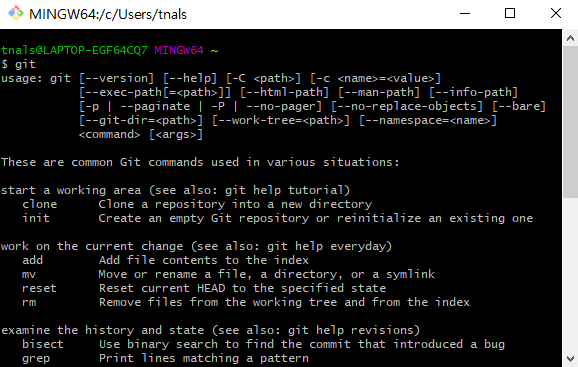 MINGW64:/c/Users/tnals
tnals@LAPTOP-EGF64CQ7 MINGW64 ~
$ git
usage: git [--version] [--help] [-C <path>] [-c <name>=<value>]
           [--exec-path[=<path>]] [--html-path] [--man-path] [--info-path]
           [-p | --paginate | -P | --no-pager] [--no-replace-objects] [--bare]
           [--git-dir=<path>] [--work-tree=<path>] [--namespace=<name>]
           <command> [<args>]
These are common Git commands used in various situations:
start a working area (see also: git help tutorial)
   clone      Clone a repository into a new directory
   init       Create an empty Git repository or reinitialize an existing one
work on the current change (see also: git help everyday)
   add        Add file contents to the index
   mv         Move or rename a file, a directory, or a symlink
   reset      Reset current HEAD to the specified state
   rm         Remove files from the working tree and from the index
examine the history and state (see also: git help revisions)
   bisect     Use binary search to find the commit that introduced a bug
   grep       Print lines matching a pattern